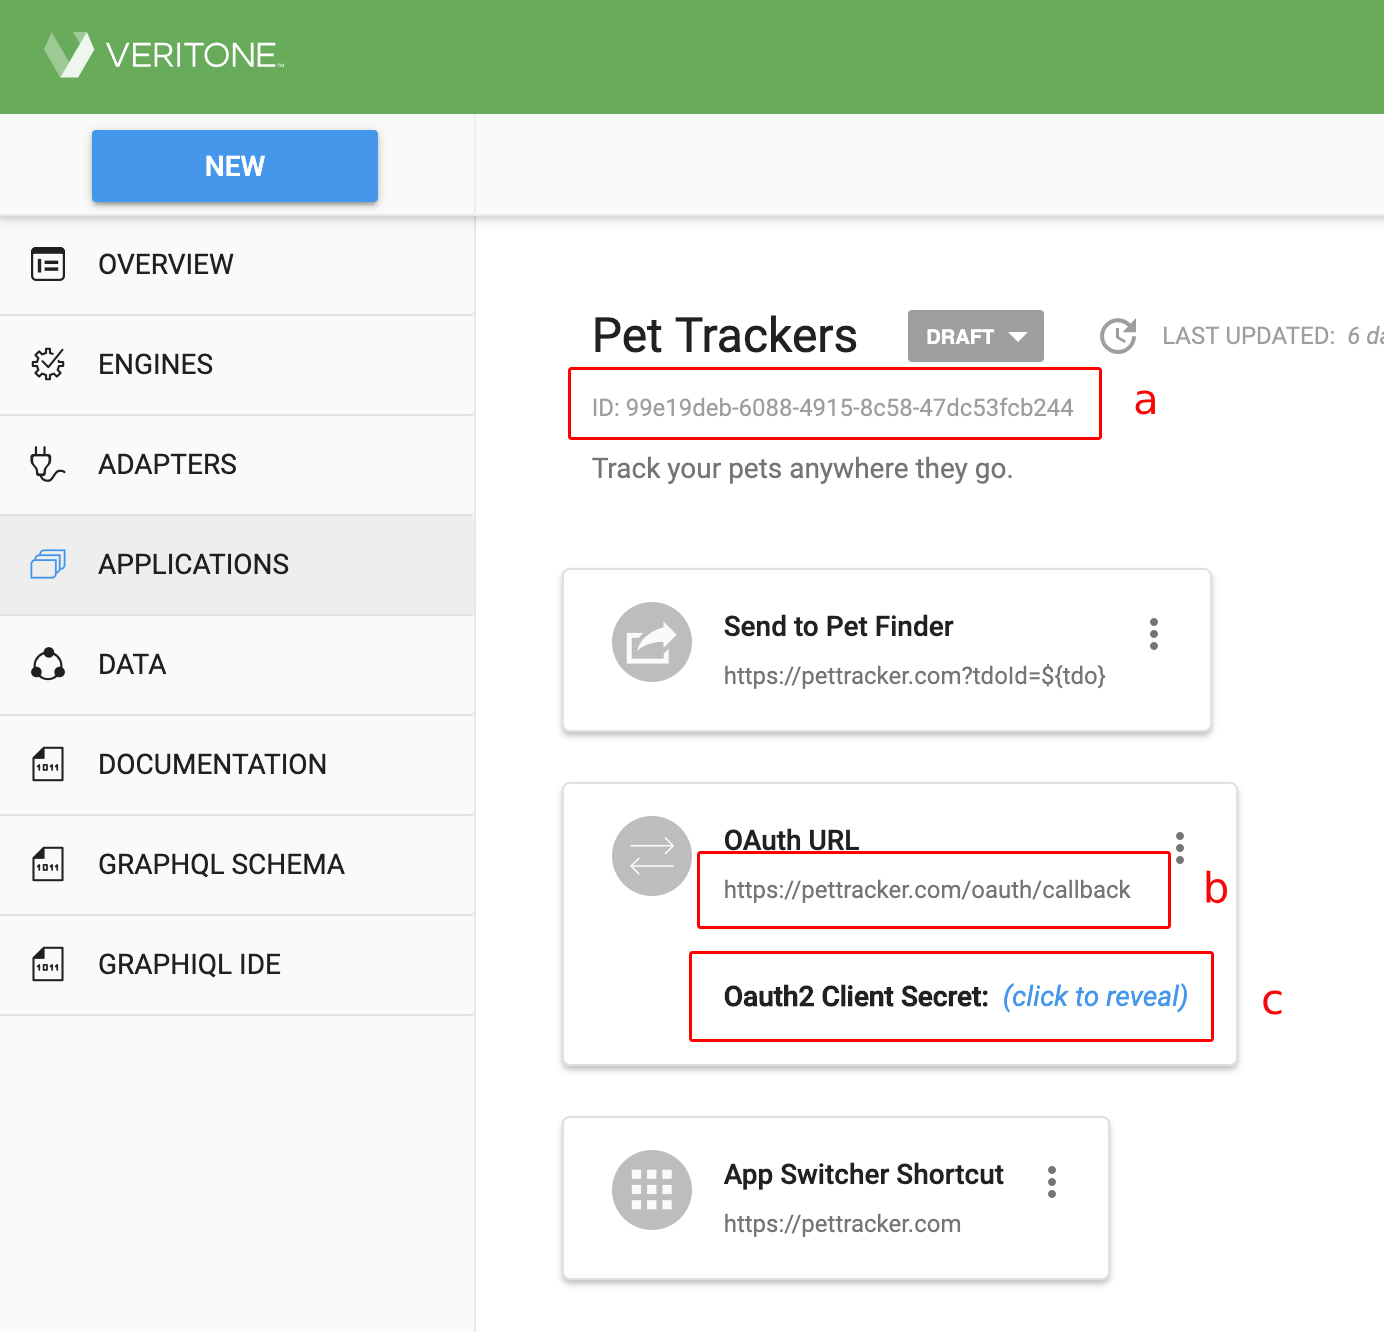 VERITONE™
NEW
OVERVIEW
ENGINES
ADAPTERS
APPLICATIONS
DATA
DOCUMENTATION
GRAPHQL SCHEMA
GRAPHIQL IDE
Pet Trackers DRAFT LAST UPDATED: 6 da
ID: 99e19deb-6088-4915-8c58-47dc53fcb244 a
Track your pets anywhere they go.
Send to Pet Finder
https://pettracker.com?tdoId=${tdo}
OAuth URL
https://pettracker.com/oauth/callback b
Oauth2 Client Secret: (click to reveal) c
App Switcher Shortcut
https://pettracker.com